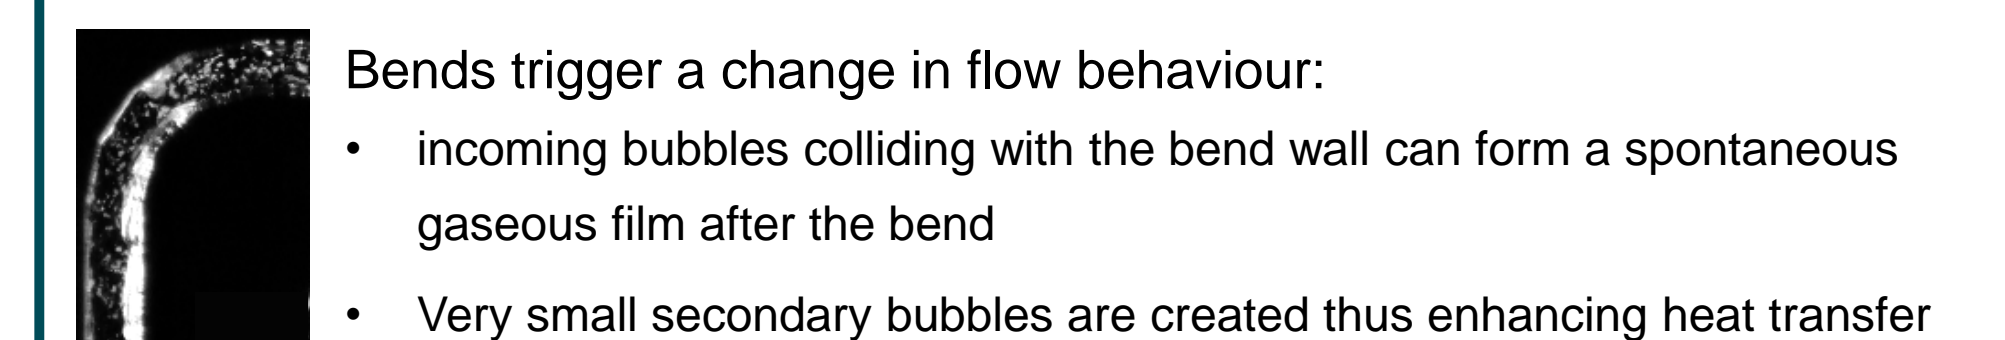 Bends trigger a change in flow behaviour:
• incoming bubbles colliding with the bend wall can form a spontaneous
gaseous film after the bend
• Very small secondary bubbles are created thus enhancing heat transfer